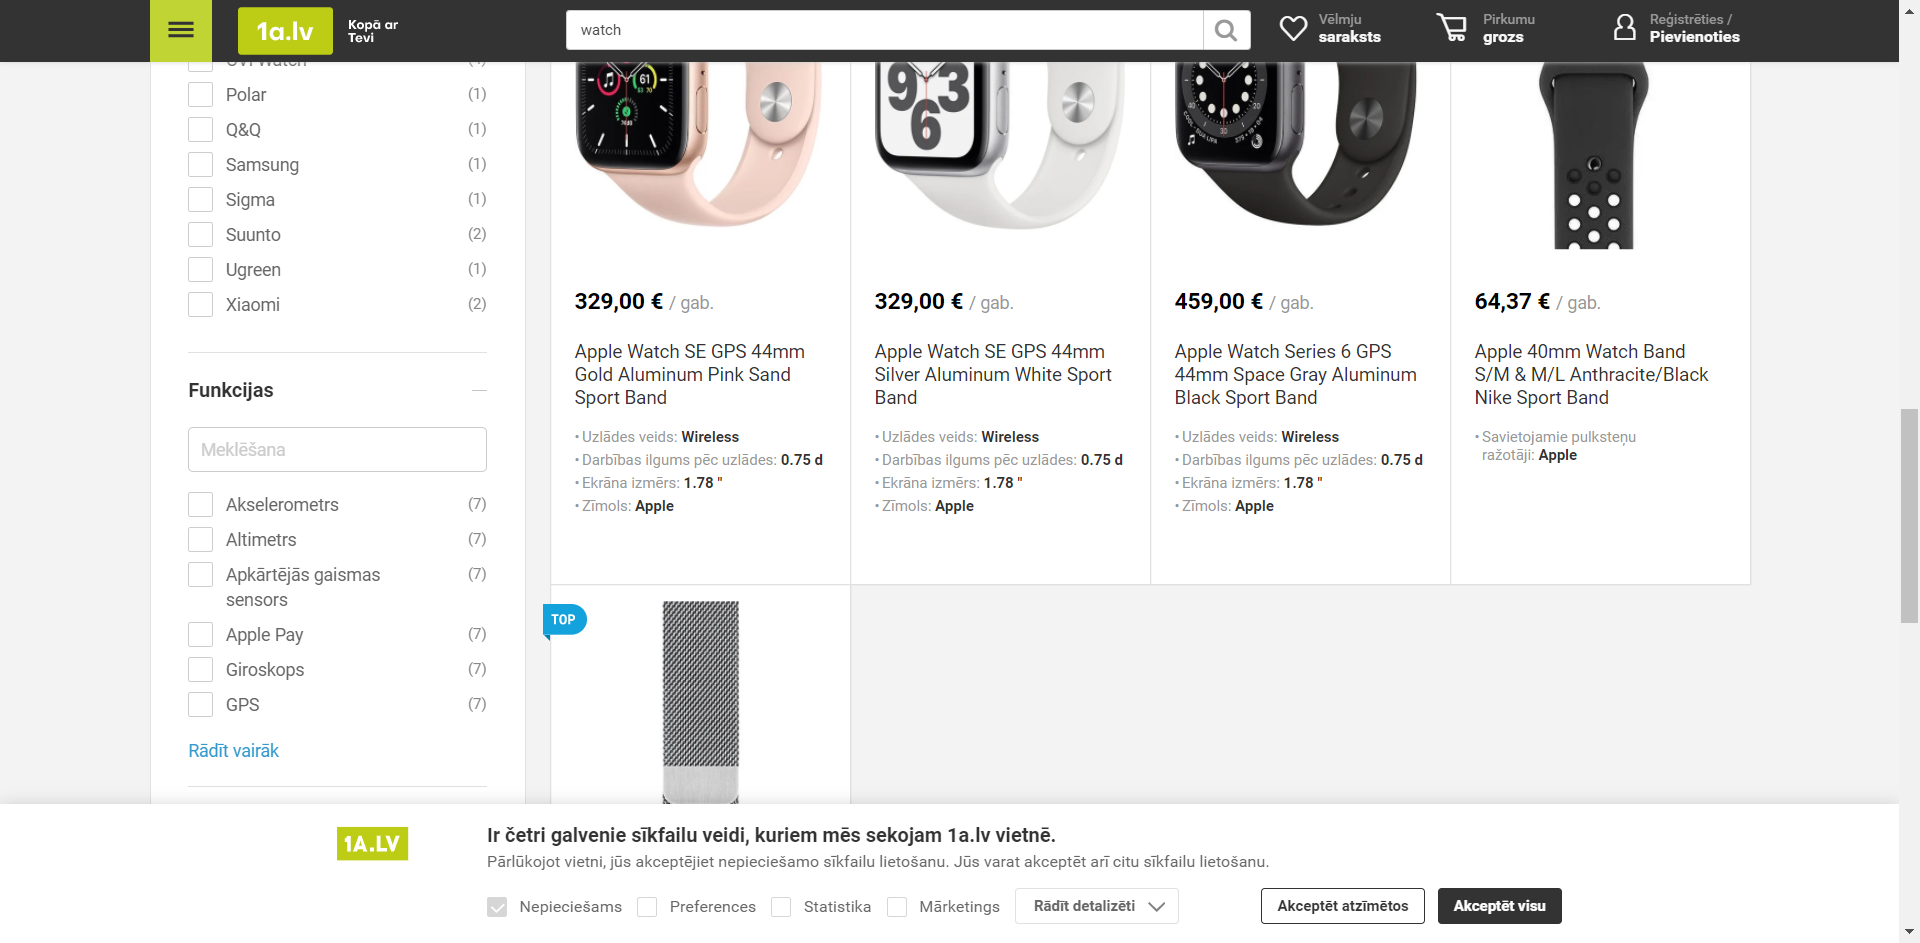 1a.lv
Kopā ar
Tevi
watch
Vēlmju
saraksts
Pirkumu
grozs
Reģistrēties /
Pievienoties
Polar (1)
Q&Q (1)
Samsung (1)
Sigma (1)
Suunto (2)
Ugreen (1)
Xiaomi (2)
Funkcijas
Meklēšana
Akselerometrs (7)
Altimetrs (7)
Apkārtējās gaismas (7)
sensors
Apple Pay (7)
Giroskops (7)
GPS (7)
Rādīt vairāk
329,00 € / gab.
Apple Watch SE GPS 44mm
Gold Aluminum Pink Sand
Sport Band
• Uzlādes veids: Wireless
• Darbības ilgums pēc uzlādes: 0.75 d
• Ekrāna izmērs: 1.78 "
• Zīmols: Apple
329,00 € / gab.
Apple Watch SE GPS 44mm
Silver Aluminum White Sport
Band
• Uzlādes veids: Wireless
• Darbības ilgums pēc uzlādes: 0.75 d
• Ekrāna izmērs: 1.78 "
• Zīmols: Apple
459,00 € / gab.
Apple Watch Series 6 GPS
44mm Space Gray Aluminum
Black Sport Band
• Uzlādes veids: Wireless
• Darbības ilgums pēc uzlādes: 0.75 d
• Ekrāna izmērs: 1.78 "
• Zīmols: Apple
64,37 € / gab.
Apple 40mm Watch Band
S/M & M/L Anthracite/Black
Nike Sport Band
• Savietojamie pulksteņu
ražotāji: Apple
TOP
1A.LV
Ir četri galvenie sīkfailu veidi, kuriem mēs sekojam 1a.lv vietnē.
Pārlūkojot vietni, jūs akceptējiet nepieciešamo sīkfailu lietošanu. Jūs varat akceptēt arī citu sīkfailu lietošanu.
Nepieciešams Preferences Statistika Mārketings Rādīt detalizēti
Akceptēt atzīmētos
Akceptēt visu